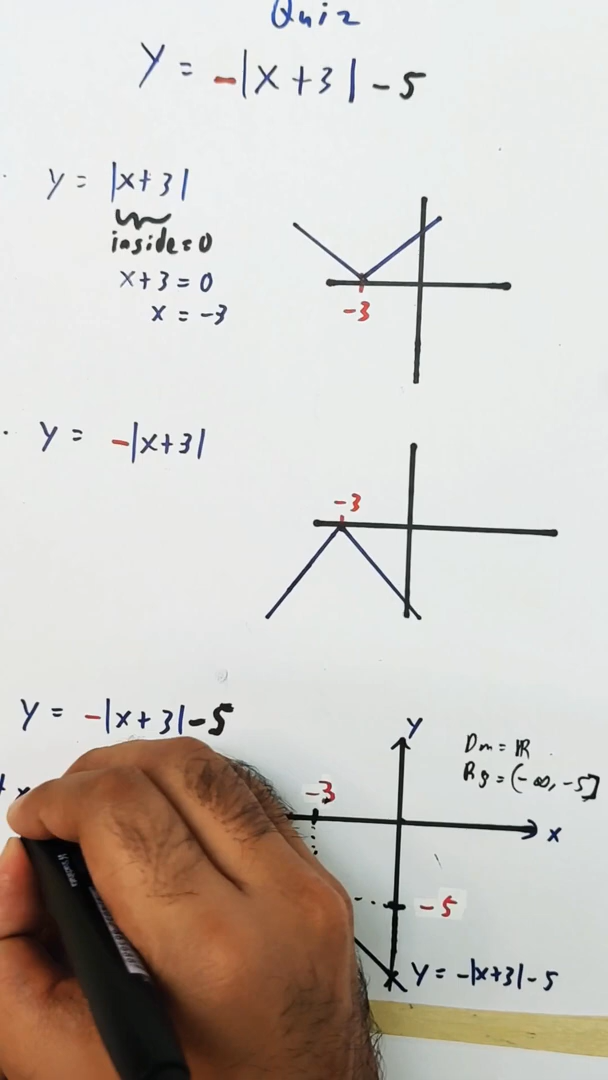 Quiz
Y = -|x+3| - 5
y = |x+3|
inside=0
x+3=0
x = -3
-3
y = -|x+3|
-3
y = -|x+3|-5
Y
Dm = ℝ
Rg = (-∞, -5]
-3
x
-5
Y = -|x+3|-5